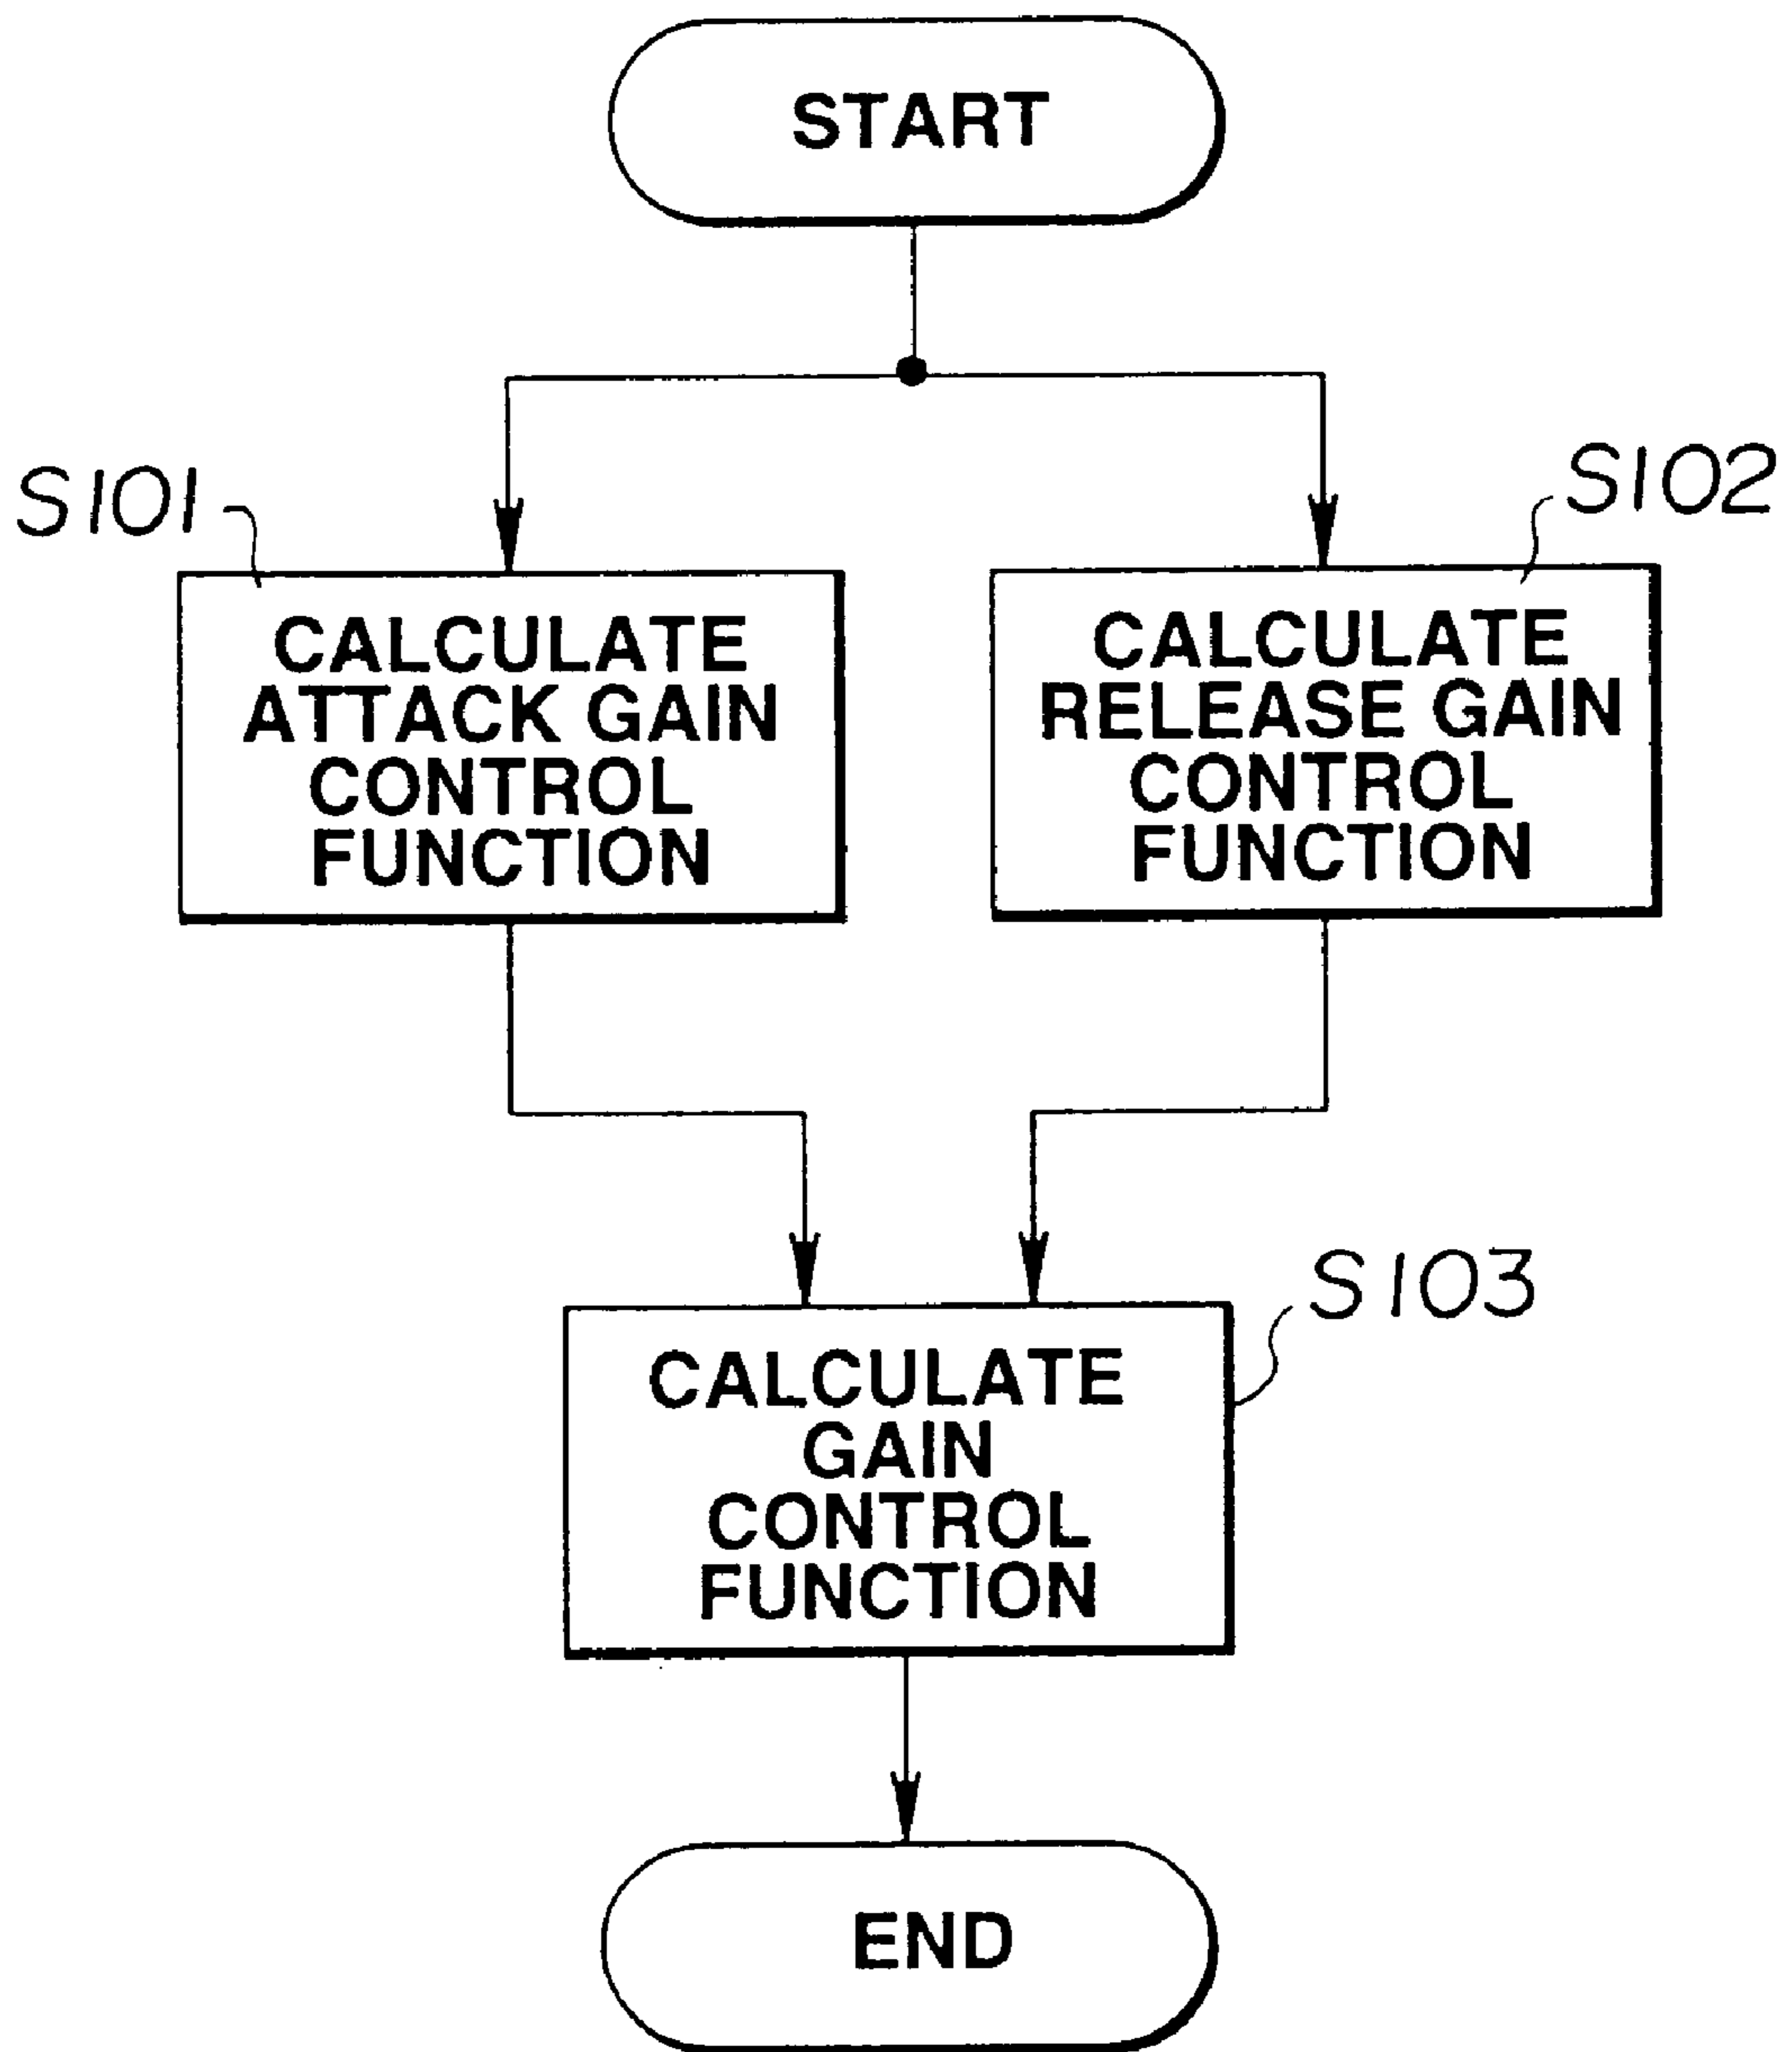 START
S101
S102
CALCULATE
ATTACK GAIN
CONTROL
FUNCTION
CALCULATE
RELEASE GAIN
CONTROL
FUNCTION
S103
CALCULATE
GAIN
CONTROL
FUNCTION
END